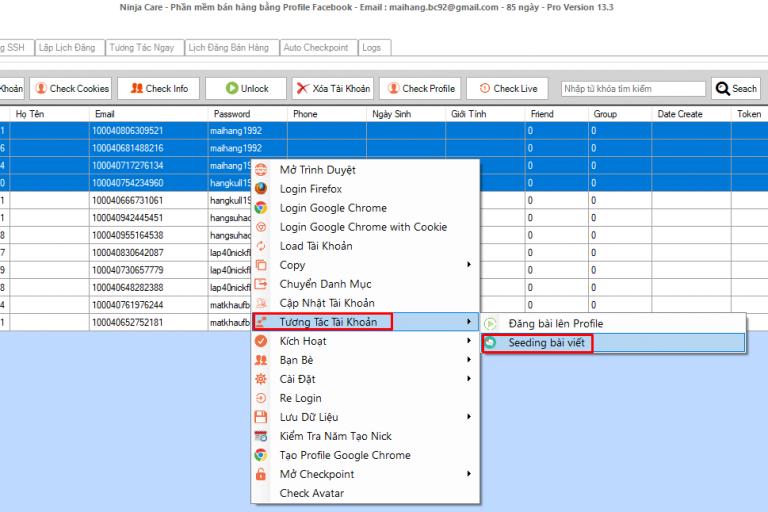 Ninja Care - Phần mềm bán hàng bằng Profile Facebook - Email : maihang.bc92@gmail.com - 85 ngày - Pro Version 13.3
g SSH Lập Lịch Đăng Tương Tác Ngay Lịch Đăng Bán Hàng Auto Checkpoint Logs
Khoản Check Cookies Check Info Unlock Xóa Tài Khoản Check Profile Check Live Nhập từ khóa tìm kiếm Seach
Họ Tên Email Password Phone Ngày Sinh Giới Tính Friend Group Date Create Token
1 100040806309521 maihang1992 0 0
6 100040681488216 maihang1992 0 0
4 100040717276134 maihang19 0 0
0 100040754234960 hangkull19 0 0
1 100040666731061 hangkull1 0 0
1 100040942445451 hangsuhao 0 0
8 100040955164538 hangsuhao 0 0
7 100040830642087 lap40nickf 0 0
9 100040730657779 lap40nickf 0 0
8 100040648282388 lap40nickf 0 0
4 100040761976244 matkhaufb 0 0
1 100040652752181 matkhaufb
Mở Trình Duyệt
Login Firefox
Login Google Chrome
Login Google Chrome with Cookie
Load Tài Khoản
Copy
Chuyển Danh Mục
Cập Nhật Tài Khoản
Tương Tác Tài Khoản
Kích Hoạt
Bạn Bè
Cài Đặt
Re Login
Lưu Dữ Liệu
Kiểm Tra Năm Tạo Nick
Tạo Profile Google Chrome
Mở Checkpoint
Check Avatar
Đăng bài lên Profile
Seeding bài viết